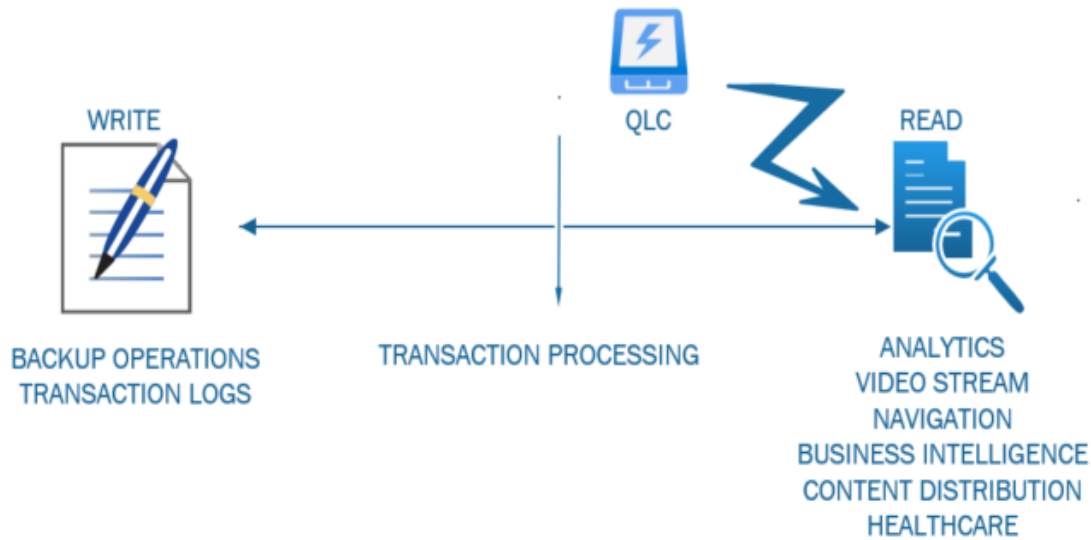 QLC
WRITE
READ
BACKUP OPERATIONS
TRANSACTION LOGS
TRANSACTION PROCESSING
ANALYTICS
VIDEO STREAM
NAVIGATION
BUSINESS INTELLIGENCE
CONTENT DISTRIBUTION
HEALTHCARE